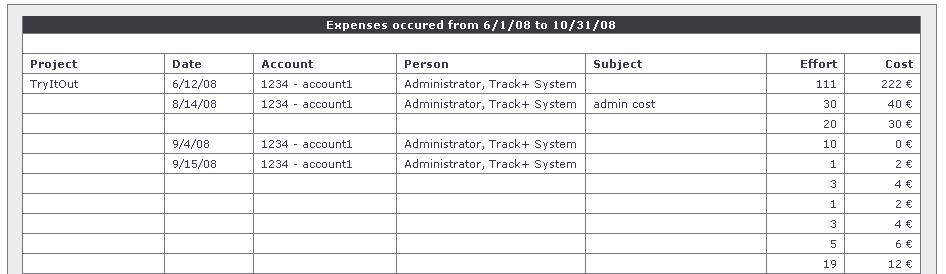 Expenses occured from 6/1/08 to 10/31/08
Project Date Account Person Subject Effort Cost
TryItOut 6/12/08 1234 - account1 Administrator, Track+ System 111 222 €
8/14/08 1234 - account1 Administrator, Track+ System admin cost 30 40 €
20 30 €
9/4/08 1234 - account1 Administrator, Track+ System 10 0 €
9/15/08 1234 - account1 Administrator, Track+ System 1 2 €
3 4 €
1 2 €
3 4 €
5 6 €
19 12 €